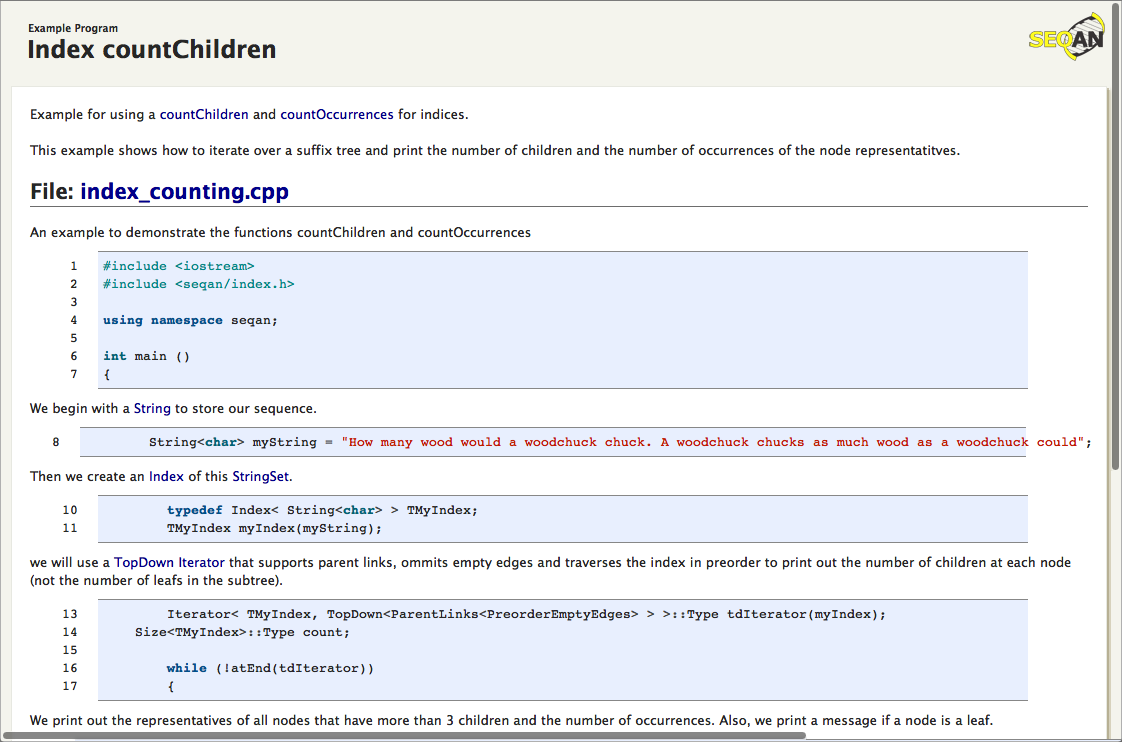 Example Program
Index countChildren
SEQAN
Example for using a countChildren and countOccurrences for indices.
This example shows how to iterate over a suffix tree and print the number of children and the number of occurrences of the node representatitves.
File: index_counting.cpp
An example to demonstrate the functions countChildren and countOccurrences
1 #include <iostream>
2 #include <seqan/index.h>
3
4 using namespace seqan;
5
6 int main ()
7 {
We begin with a String to store our sequence.
8 String<char> myString = "How many wood would a woodchuck chuck. A woodchuck chucks as much wood as a woodchuck could";
Then we create an Index of this StringSet.
10 typedef Index< String<char> > TMyIndex;
11 TMyIndex myIndex(myString);
we will use a TopDown Iterator that supports parent links, ommits empty edges and traverses the index in preorder to print out the number of children at each node
(not the number of leafs in the subtree).
13 Iterator< TMyIndex, TopDown<ParentLinks<PreorderEmptyEdges> > >::Type tdIterator(myIndex);
14 Size<TMyIndex>::Type count;
15
16 while (!atEnd(tdIterator))
17 {
We print out the representatives of all nodes that have more than 3 children and the number of occurrences. Also, we print a message if a node is a leaf.